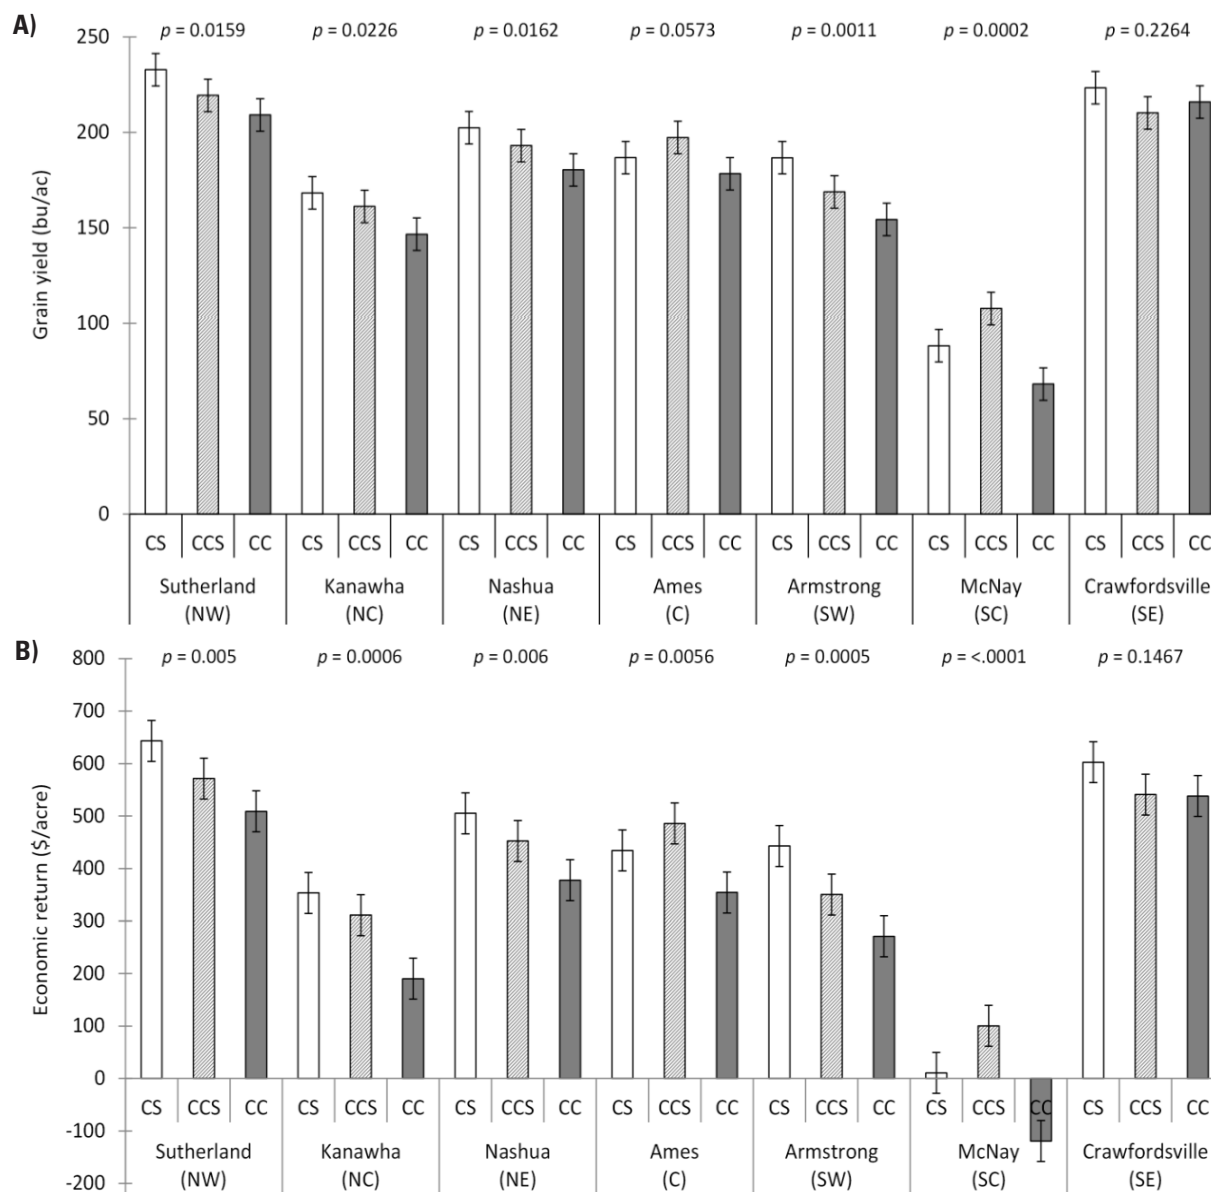 A)
p = 0.0159 p = 0.0226 p = 0.0162 p = 0.0573 p = 0.0011 p = 0.0002 p = 0.2264
Grain yield (bu/ac)
250
200
150
100
50
0
CS CCS CC CS CCS CC CS CCS CC CS CCS CC CS CCS CC CS CCS CC CS CCS CC
Sutherland Kanawha Nashua Ames Armstrong McNay Crawfordsville
(NW) (NC) (NE) (C) (SW) (SC) (SE)
B)
p = 0.005 p = 0.0006 p = 0.006 p = 0.0056 p = 0.0005 p = <.0001 p = 0.1467
Economic return ($/acre)
800
700
600
500
400
300
200
100
0
-100
-200
CS CCS CC CS CCS CC CS CCS CC CS CCS CC CS CCS CC CS CCS CC CS CCS CC
Sutherland Kanawha Nashua Ames Armstrong McNay Crawfordsville
(NW) (NC) (NE) (C) (SW) (SC) (SE)